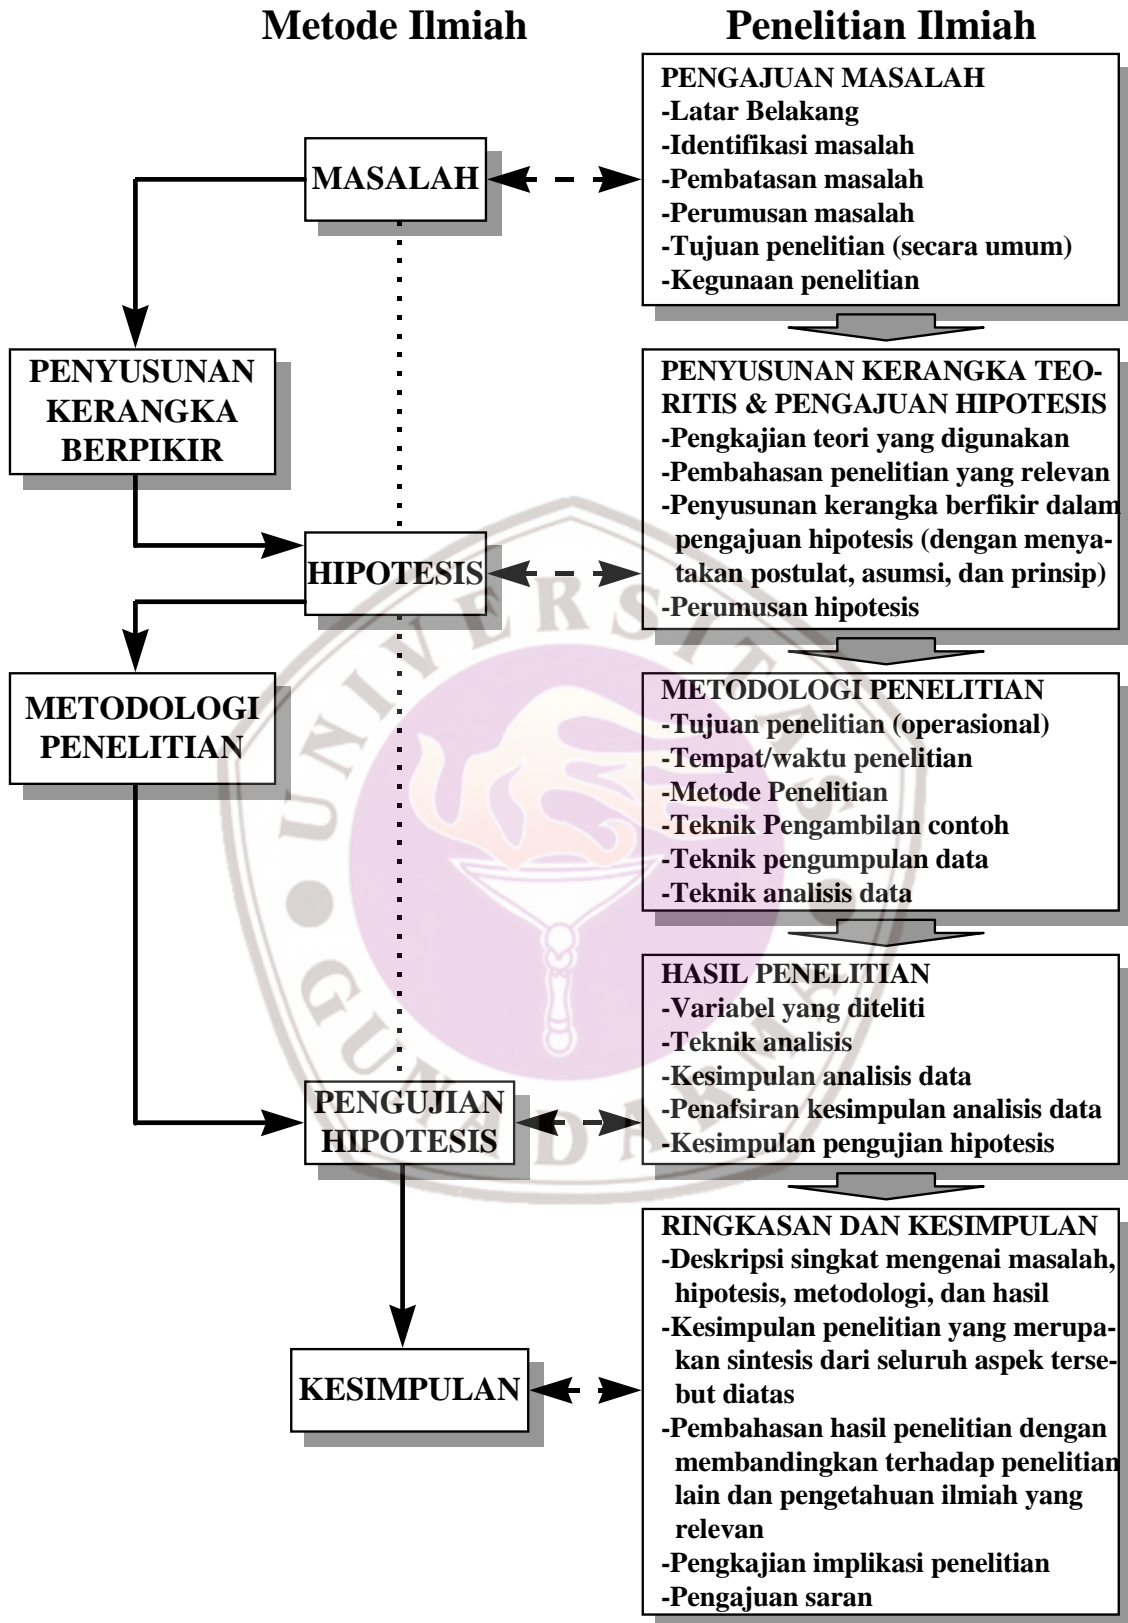 Metode Ilmiah
Penelitian Ilmiah
MASALAH
PENYUSUNAN
KERANGKA
BERPIKIR
HIPOTESIS
METODOLOGI
PENELITIAN
PENGUJIAN
HIPOTESIS
KESIMPULAN
PENGAJUAN MASALAH
-Latar Belakang
-Identifikasi masalah
-Pembatasan masalah
-Perumusan masalah
-Tujuan penelitian (secara umum)
-Kegunaan penelitian
PENYUSUNAN KERANGKA TEO-
RITIS & PENGAJUAN HIPOTESIS
-Pengkajian teori yang digunakan
-Pembahasan penelitian yang relevan
-Penyusunan kerangka berfikir dalam
pengajuan hipotesis (dengan menya-
takan postulat, asumsi, dan prinsip)
-Perumusan hipotesis
METODOLOGI PENELITIAN
-Tujuan penelitian (operasional)
-Tempat/waktu penelitian
-Metode Penelitian
-Teknik Pengambilan contoh
-Teknik pengumpulan data
-Teknik analisis data
HASIL PENELITIAN
-Variabel yang diteliti
-Teknik analisis
-Kesimpulan analisis data
-Penafsiran kesimpulan analisis data
-Kesimpulan pengujian hipotesis
RINGKASAN DAN KESIMPULAN
-Deskripsi singkat mengenai masalah,
hipotesis, metodologi, dan hasil
-Kesimpulan penelitian yang merupa-
kan sintesis dari seluruh aspek terse-
but diatas
-Pembahasan hasil penelitian dengan
membandingkan terhadap penelitian
lain dan pengetahuan ilmiah yang
relevan
-Pengkajian implikasi penelitian
-Pengajuan saran
UNIVERSITAS
GUNADARMA